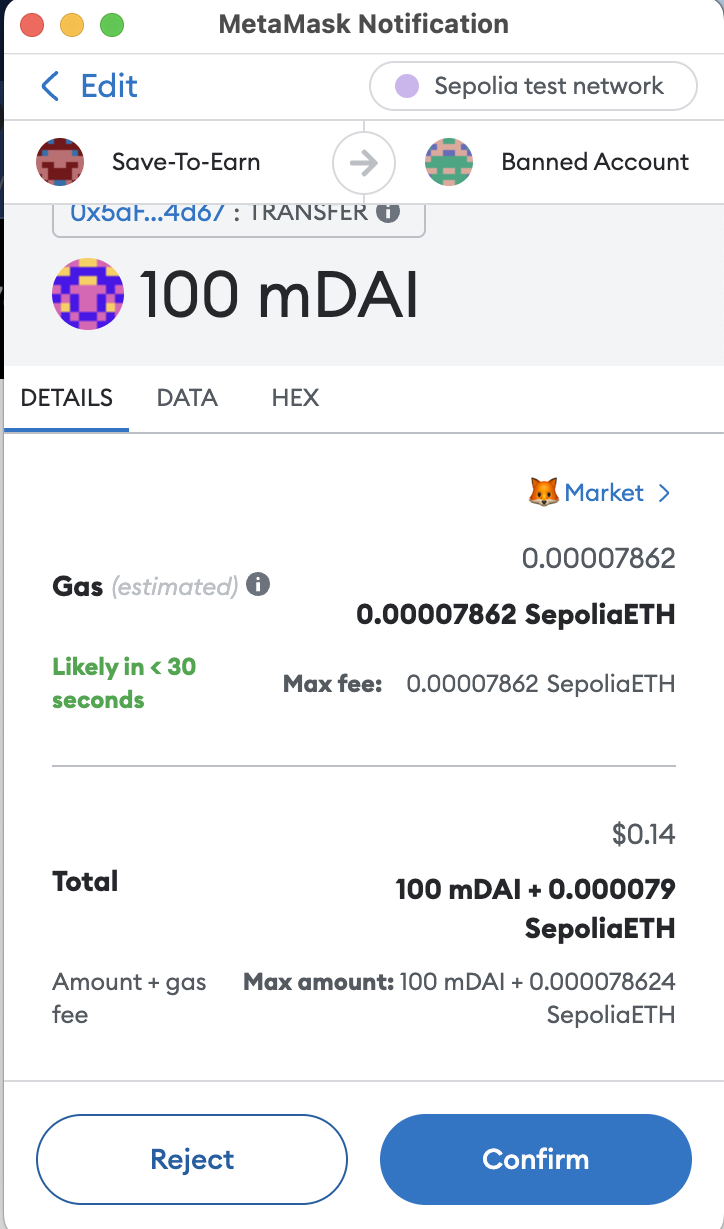 MetaMask Notification
Edit
Sepolia test network
Save-To-Earn
Banned Account
0x5aF...4d67 : TRANSFER
100 mDAI
DETAILS
DATA
HEX
Market
0.00007862
Gas (estimated)
0.00007862 SepoliaETH
Likely in < 30
seconds
Max fee: 0.00007862 SepoliaETH
$0.14
Total
100 mDAI + 0.000079
SepoliaETH
Amount + gas
fee
Max amount: 100 mDAI + 0.000078624
SepoliaETH
Reject
Confirm